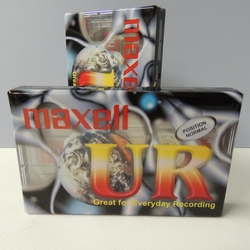 maxell
maxell
UR
POSITION
NORMAL
Great for Everyday Recording